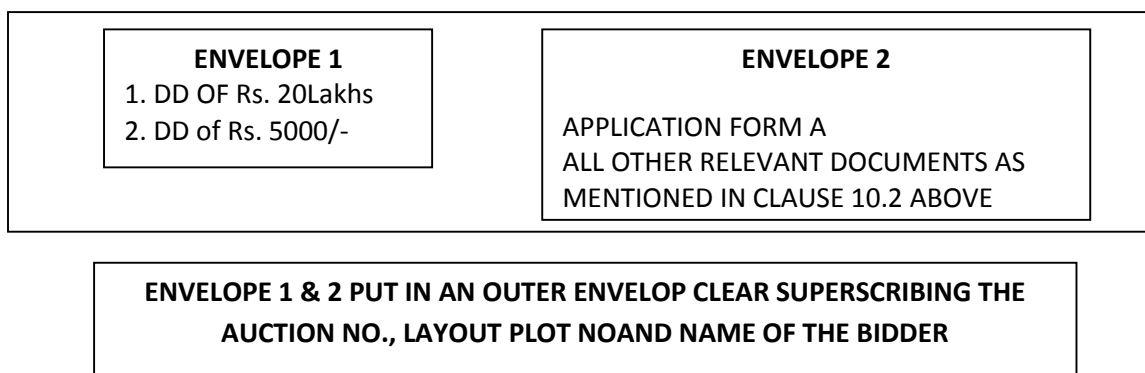 ENVELOPE 1
1. DD OF Rs. 20Lakhs
2. DD of Rs. 5000/-
ENVELOPE 2
APPLICATION FORM A
ALL OTHER RELEVANT DOCUMENTS AS
MENTIONED IN CLAUSE 10.2 ABOVE
ENVELOPE 1 & 2 PUT IN AN OUTER ENVELOP CLEAR SUPERSCRIBING THE
AUCTION NO., LAYOUT PLOT NOAND NAME OF THE BIDDER